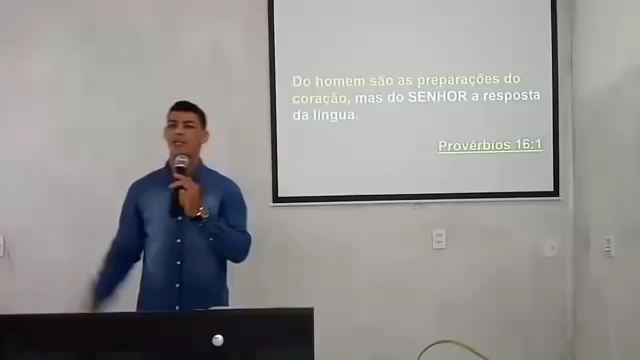 Do homem são as preparações do
coração, mas do SENHOR a resposta
da língua.
Provérbios 16:1